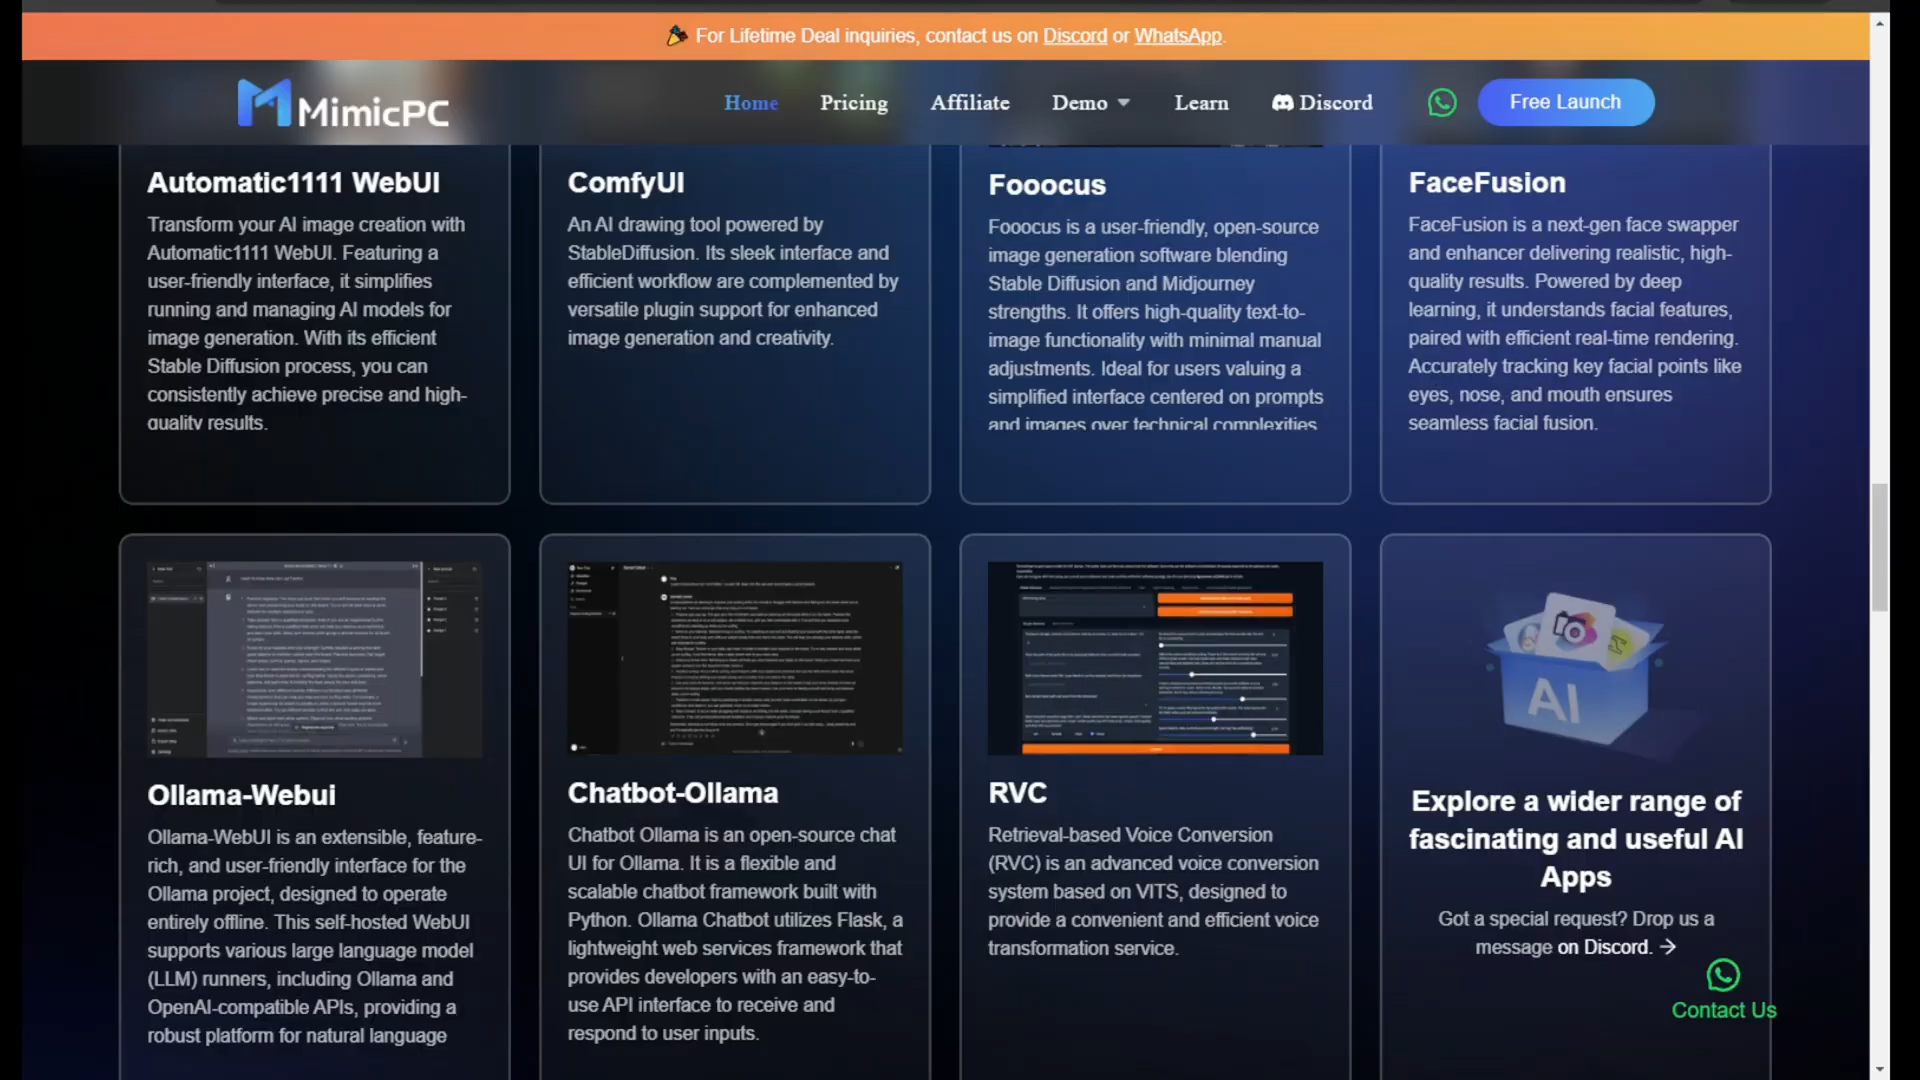 For Lifetime Deal inquiries, contact us on Discord or WhatsApp.
MimicPC
Home
Pricing
Affiliate
Demo
Learn
Discord
Free Launch
Automatic1111 WebUI
Transform your AI image creation with
Automatic1111 WebUI. Featuring a
user-friendly interface, it simplifies
running and managing AI models for
image generation. With its efficient
Stable Diffusion process, you can
consistently achieve precise and high-
quality results.
ComfyUI
An AI drawing tool powered by
StableDiffusion. Its sleek interface and
efficient workflow are complemented by
versatile plugin support for enhanced
image generation and creativity.
Fooocus
Fooocus is a user-friendly, open-source
image generation software blending
Stable Diffusion and Midjourney
strengths. It offers high-quality text-to-
image functionality with minimal manual
adjustments. Ideal for users valuing a
simplified interface centered on prompts
and images over technical complexities
FaceFusion
FaceFusion is a next-gen face swapper
and enhancer delivering realistic, high-
quality results. Powered by deep
learning, it understands facial features,
paired with efficient real-time rendering.
Accurately tracking key facial points like
eyes, nose, and mouth ensures
seamless facial fusion.
Ollama-Webui
Ollama-WebUI is an extensible, feature-
rich, and user-friendly interface for the
Ollama project, designed to operate
entirely offline. This self-hosted WebUI
supports various large language model
(LLM) runners, including Ollama and
OpenAI-compatible APIs, providing a
robust platform for natural language
Chatbot-Ollama
Chatbot Ollama is an open-source chat
UI for Ollama. It is a flexible and
scalable chatbot framework built with
Python. Ollama Chatbot utilizes Flask, a
lightweight web services framework that
provides developers with an easy-to-
use API interface to receive and
respond to user inputs.
RVC
Retrieval-based Voice Conversion
(RVC) is an advanced voice conversion
system based on VITS, designed to
provide a convenient and efficient voice
transformation service.
AI
Explore a wider range of
fascinating and useful AI
Apps
Got a special request? Drop us a
message on Discord. →
Contact Us